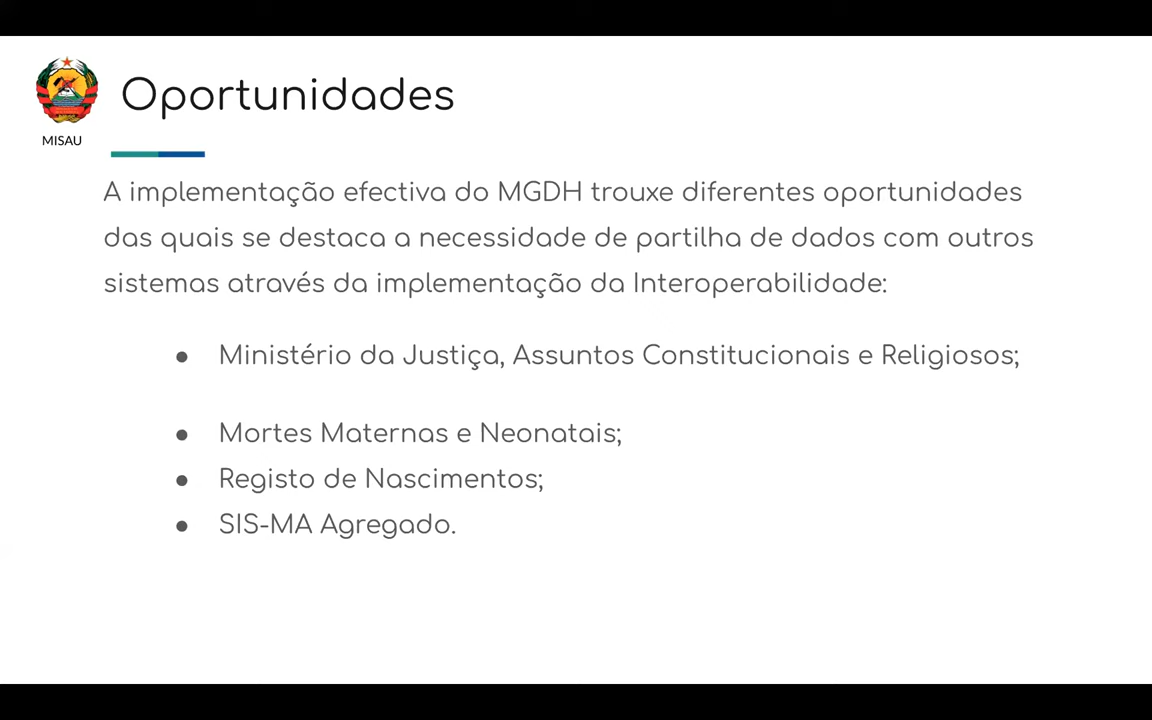 Oportunidades
MISAU
A implementação efectiva do MGDH trouxe diferentes oportunidades
das quais se destaca a necessidade de partilha de dados com outros
sistemas através da implementação da Interoperabilidade:
● Ministério da Justiça, Assuntos Constitucionais e Religiosos;
● Mortes Maternas e Neonatais;
● Registo de Nascimentos;
● SIS-MA Agregado.